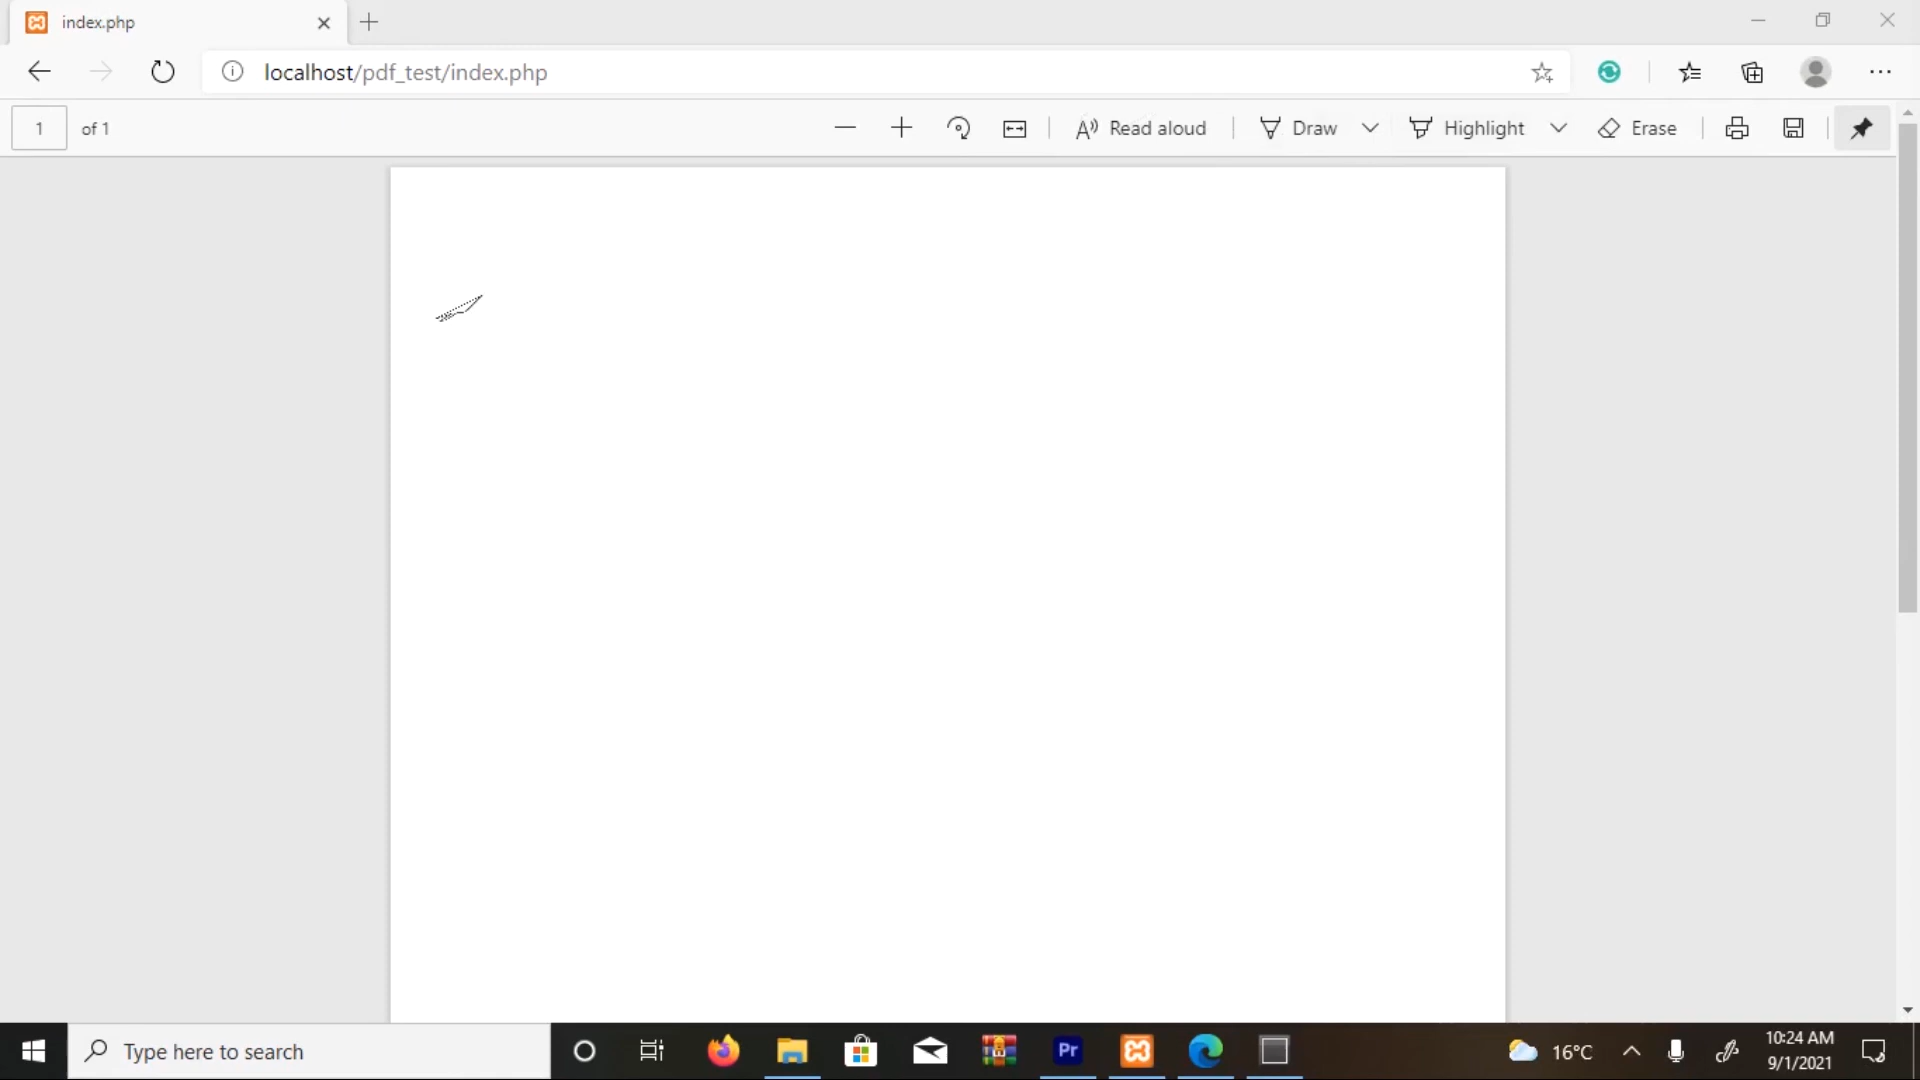 index.php
localhost/pdf_test/index.php
1 of 1
Read aloud
Draw
Highlight
Erase
Type here to search
Pr
16°C
10:24 AM
9/1/2021